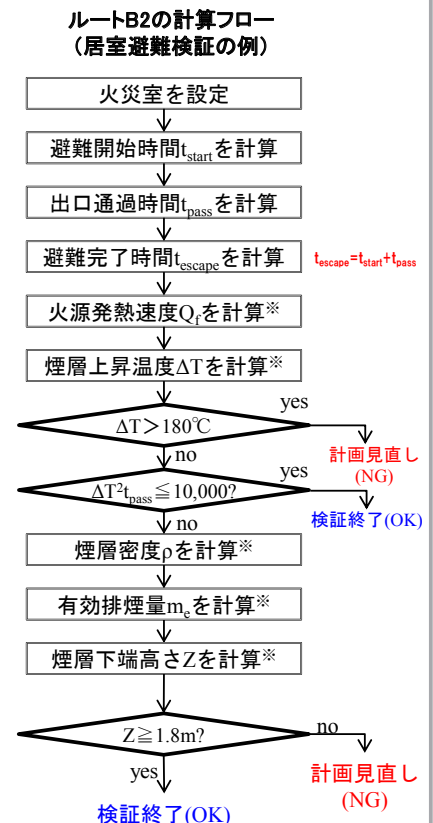 ルートB2の計算フロー
（居室避難検証の例）
火災室を設定
避難開始時間tstartを計算
出口通過時間tpassを計算
避難完了時間tescapeを計算
tescape=tstart+tpass
火源発熱速度Qfを計算※
煙層上昇温度ΔTを計算※
ΔT＞180℃
yes
計画見直し
(NG)
no
ΔT²tpass≦10,000?
yes
検証終了(OK)
no
煙層密度ρを計算※
有効排煙量meを計算※
煙層下端高さZを計算※
Z≧1.8m?
no
計画見直し
(NG)
yes
検証終了(OK)